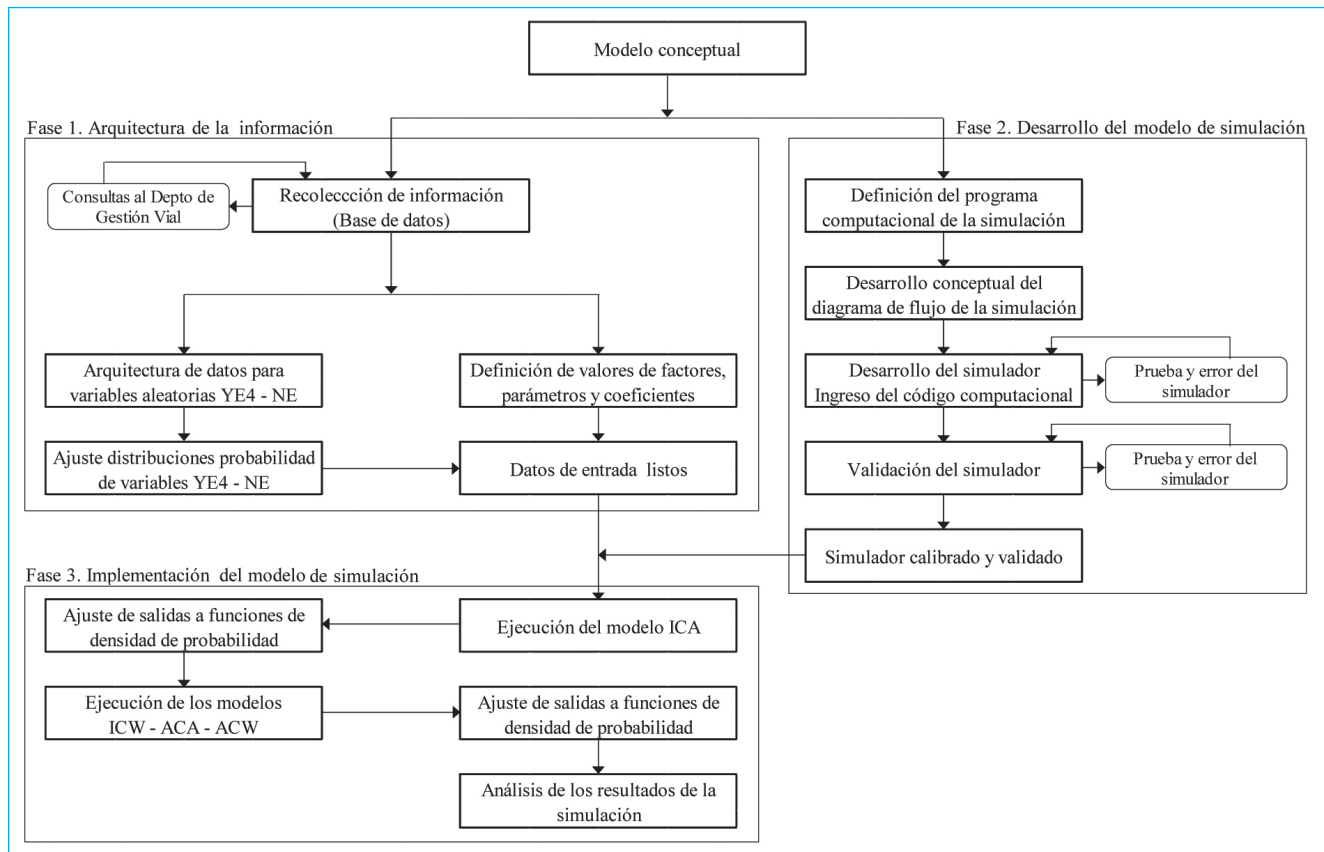 Modelo conceptual
Fase 1. Arquitectura de la información
Consultas al Depto de
Gestión Vial
Recoleccción de información
(Base de datos)
Arquitectura de datos para
variables aleatorias YE4 - NE
Definición de valores de factores,
parámetros y coeficientes
Ajuste distribuciones probabilidad
de variables YE4 - NE
Datos de entrada listos
Fase 2. Desarrollo del modelo de simulación
Definición del programa
computacional de la simulación
Desarrollo conceptual del
diagrama de flujo de la simulación
Desarrollo del simulador
Ingreso del código computacional
Prueba y error del
simulador
Validación del simulador
Prueba y error del
simulador
Simulador calibrado y validado
Fase 3. Implementación del modelo de simulación
Ajuste de salidas a funciones de
densidad de probabilidad
Ejecución del modelo ICA
Ejecución de los modelos
ICW - ACA - ACW
Ajuste de salidas a funciones de
densidad de probabilidad
Análisis de los resultados de la
simulación